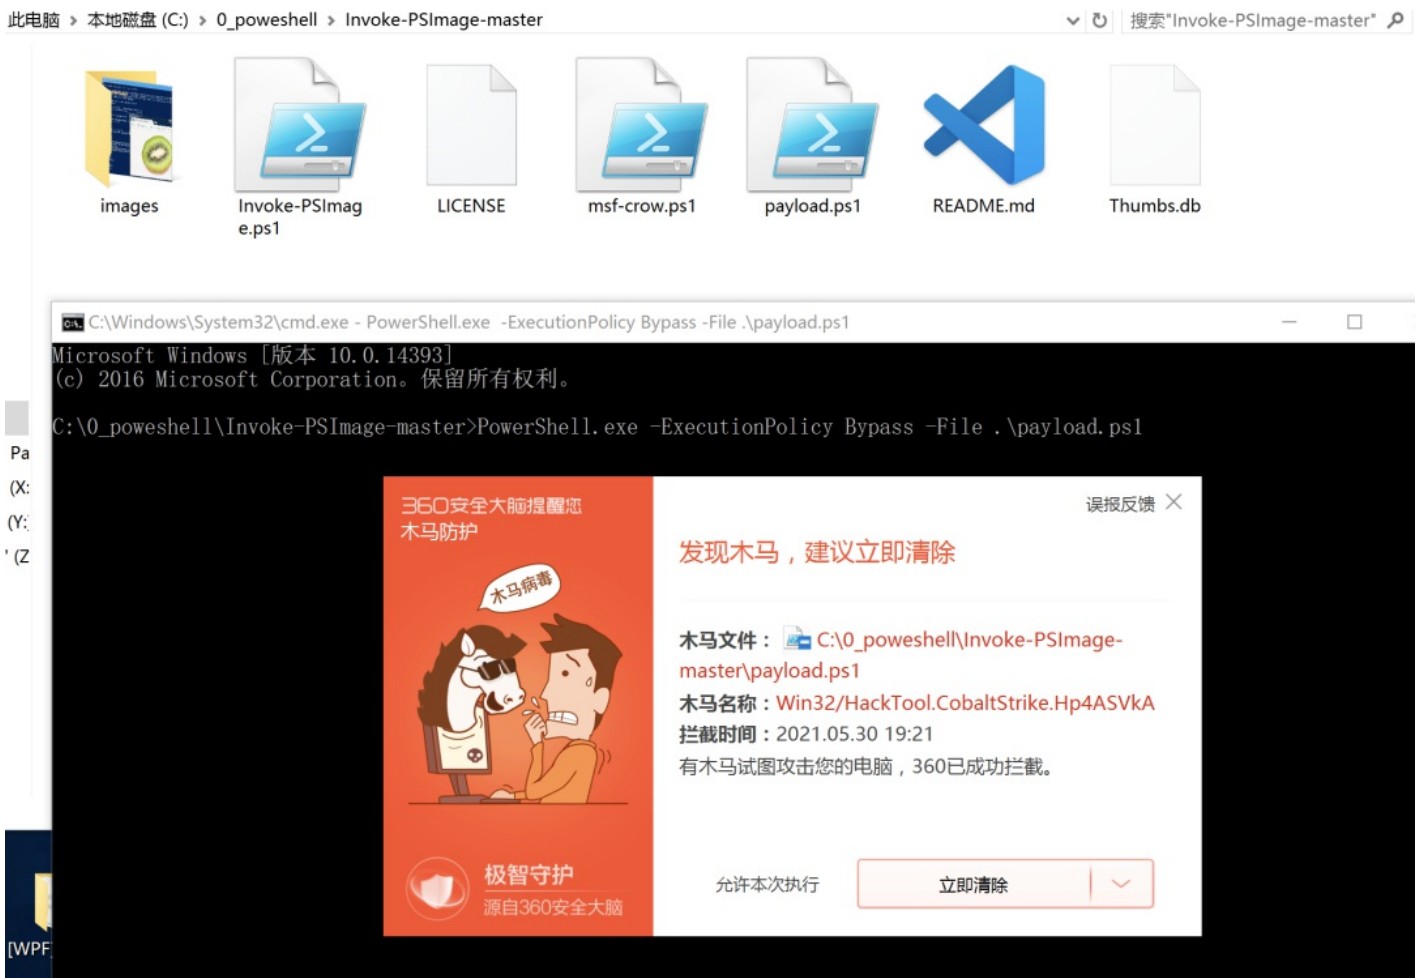 此电脑 > 本地磁盘 (C:) > 0_poweshell > Invoke-PSImage-master
搜索"Invoke-PSImage-master"
images
Invoke-PSImag
e.ps1
LICENSE
msf-crow.ps1
payload.ps1
README.md
Thumbs.db
C:\Windows\System32\cmd.exe - PowerShell.exe  -ExecutionPolicy Bypass -File .\payload.ps1
Microsoft Windows [版本 10.0.14393]
(c) 2016 Microsoft Corporation。保留所有权利。
C:\0_poweshell\Invoke-PSImage-master>PowerShell.exe -ExecutionPolicy Bypass -File .\payload.ps1
Pa
(X:
(Y:
' (Z
360安全大脑提醒您
木马防护
木马病毒
极智守护
源自360安全大脑
误报反馈
发现木马，建议立即清除
木马文件： C:\0_poweshell\Invoke-PSImage-
master\payload.ps1
木马名称：Win32/HackTool.CobaltStrike.Hp4ASVkA
拦截时间：2021.05.30 19:21
有木马试图攻击您的电脑，360已成功拦截。
允许本次执行
立即清除
[WPF